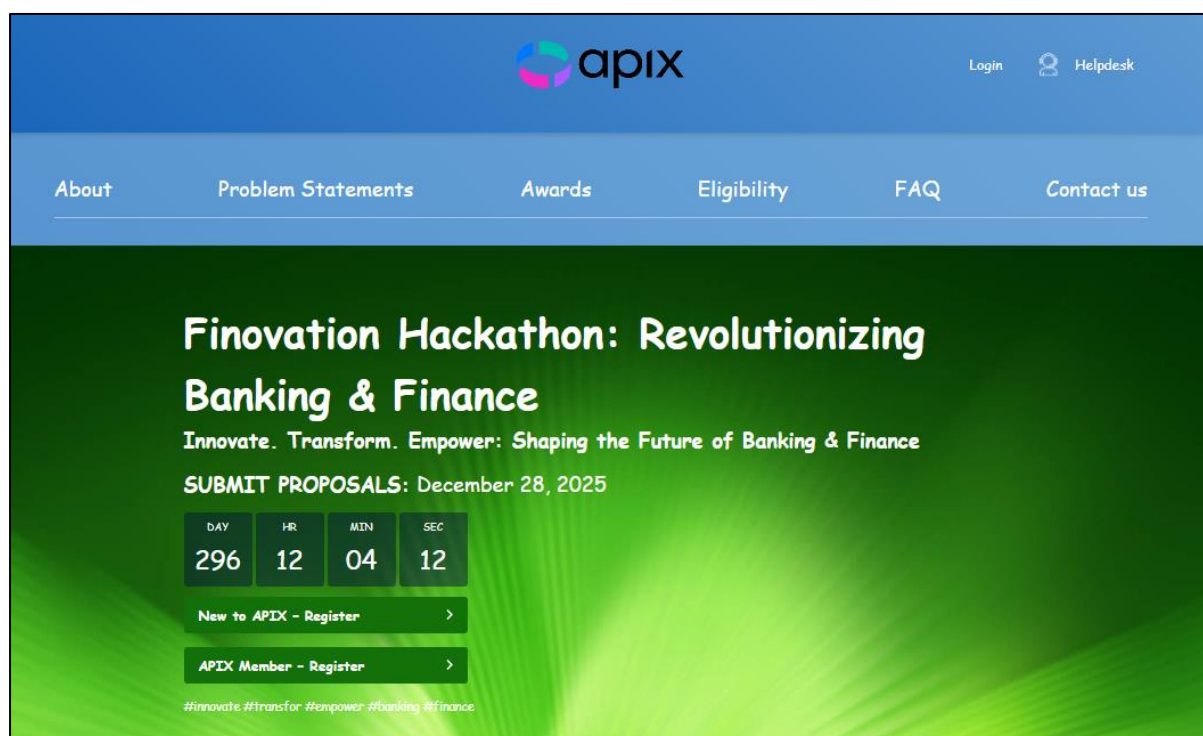 apix
Login Helpdesk
About Problem Statements Awards Eligibility FAQ Contact us
Finovation Hackathon: Revolutionizing
Banking & Finance
Innovate. Transform. Empower: Shaping the Future of Banking & Finance
SUBMIT PROPOSALS: December 28, 2025
DAY HR MIN SEC
296 12 04 12
New to APIX - Register >
APIX Member - Register >
#innovate #transfor #empower #banking #finance